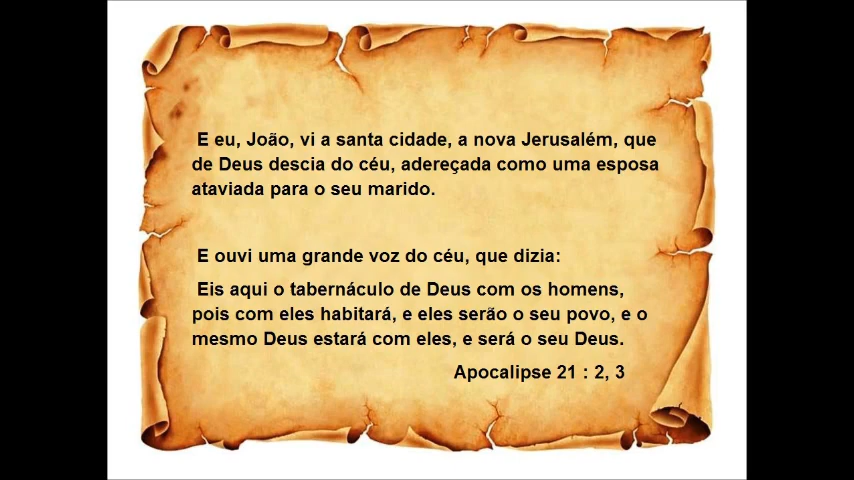 E eu, João, vi a santa cidade, a nova Jerusalém, que
de Deus descia do céu, adereçada como uma esposa
ataviada para o seu marido.
E ouvi uma grande voz do céu, que dizia:
Eis aqui o tabernáculo de Deus com os homens,
pois com eles habitará, e eles serão o seu povo, e o
mesmo Deus estará com eles, e será o seu Deus.
Apocalipse 21 : 2, 3